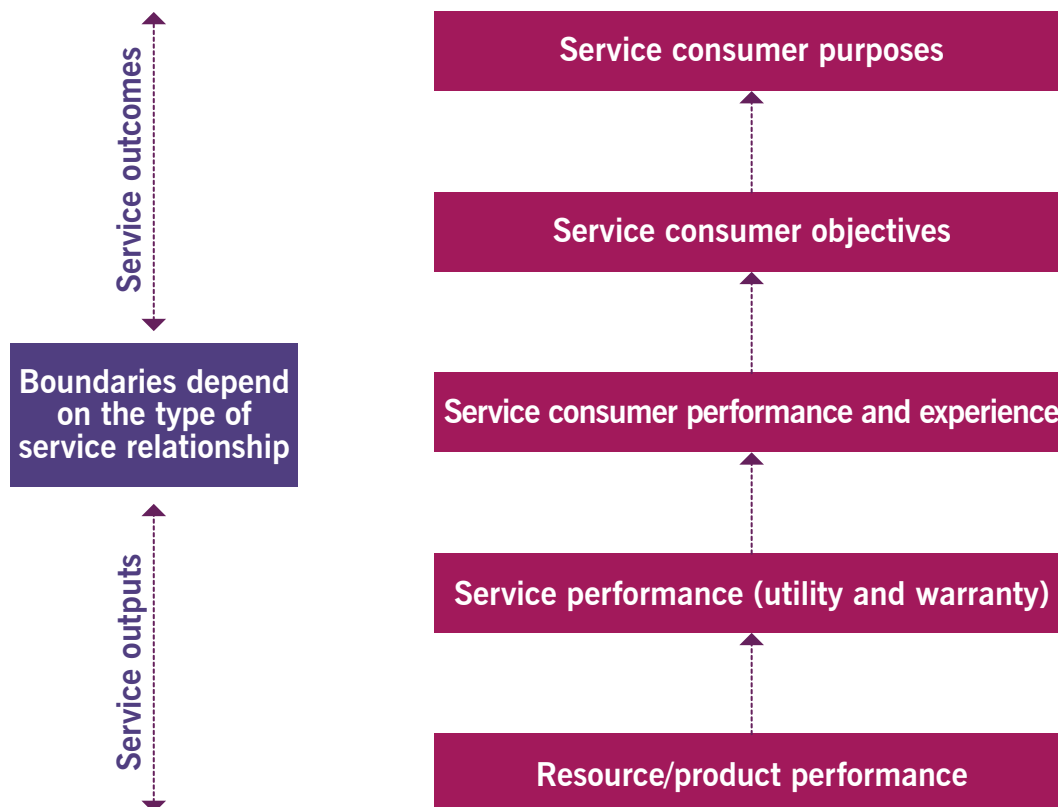 Service outcomes
Boundaries depend
on the type of
service relationship
Service outputs
Service consumer purposes
Service consumer objectives
Service consumer performance and experience
Service performance (utility and warranty)
Resource/product performance